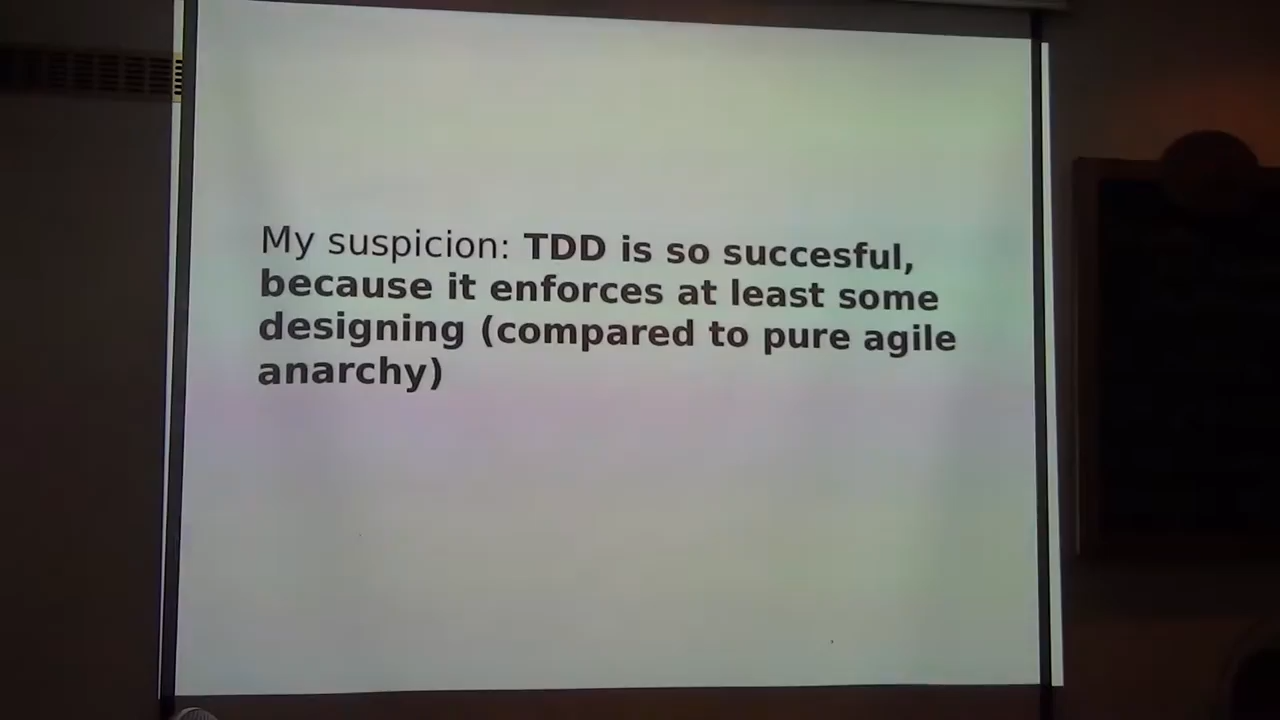 My suspicion: TDD is so succesful,
because it enforces at least some
designing (compared to pure agile
anarchy)